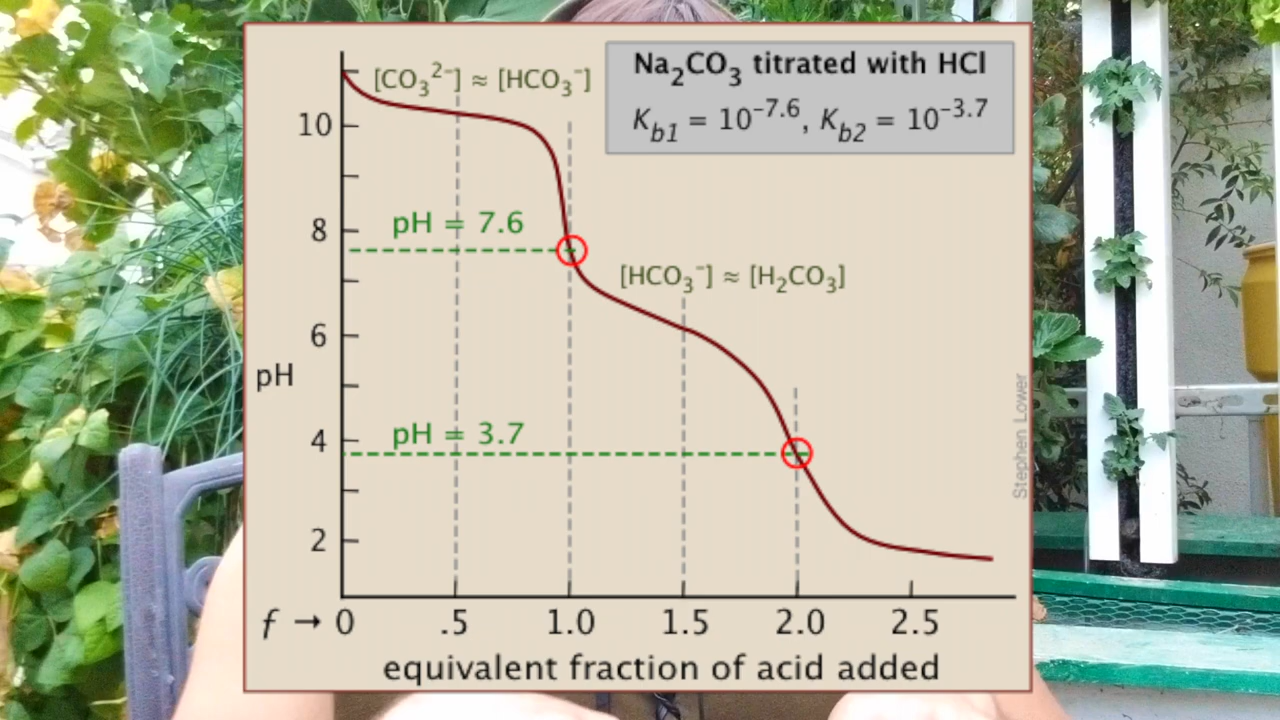 Na₂CO₃ titrated with HCl
K_b1 = 10⁻⁷·⁶, K_b2 = 10⁻³·⁷
[CO₃²⁻] ≈ [HCO₃⁻]
10
pH = 7.6
8
[HCO₃⁻] ≈ [H₂CO₃]
6
pH
pH = 3.7
4
2
Stephen Lower
f → 0 .5 1.0 1.5 2.0 2.5
equivalent fraction of acid added